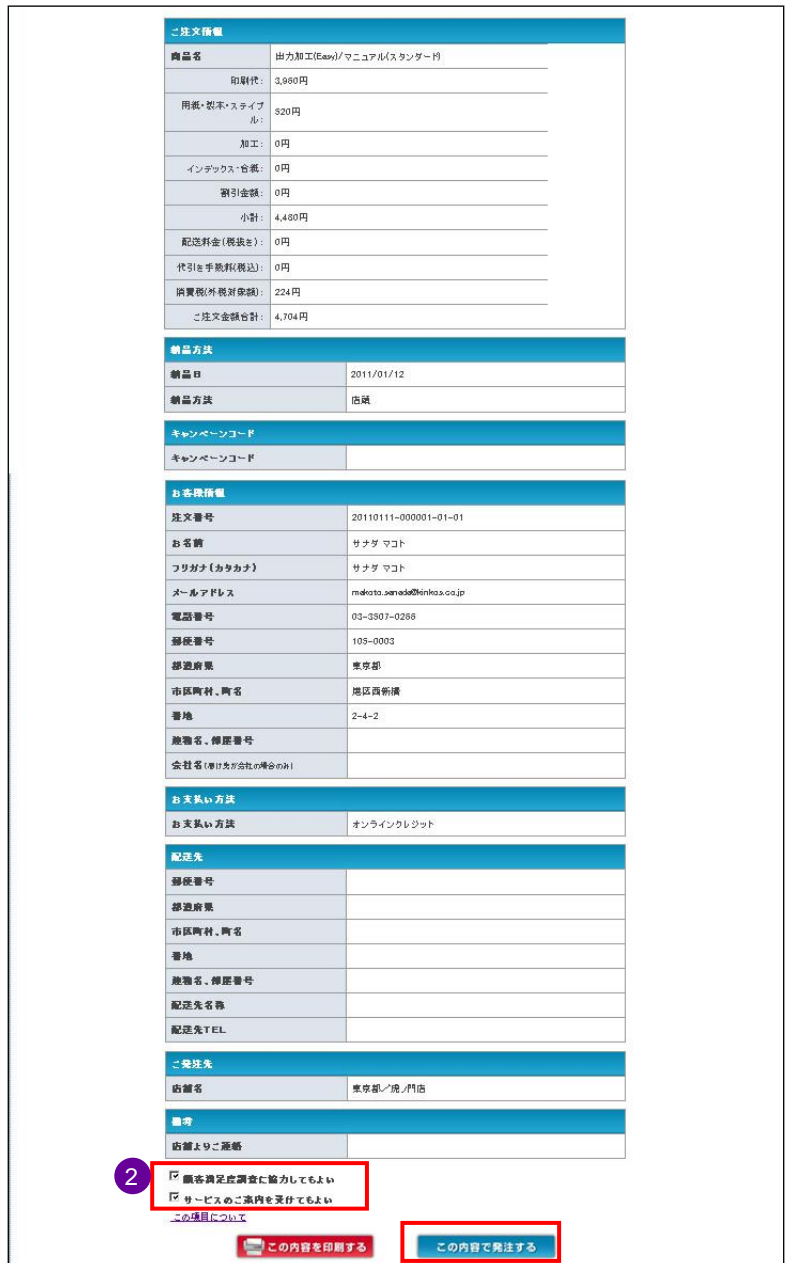 ご注文情報
商品名 出力加工(Easy)/マニュアル(スタンダード)
印刷代: 3,960円
用紙・製本・ステイプ
ル: 520円
加工: 0円
インデックス・合紙: 0円
割引金額: 0円
小計: 4,480円
配送料金(税抜き): 0円
代引き手数料(税込): 0円
消費税(外税対象額): 224円
ご注文金額合計: 4,704円
納品方法
納品日 2011/01/12
納品方法 店頭
キャンペーンコード
キャンペーンコード
お客様情報
注文番号 20110111-000001-01-01
お名前 サナダ マコト
フリガナ(カタカナ) サナダ マコト
メールアドレス makoto.sanada@kinkos.co.jp
電話番号
郵便番号 105-0003
都道府県 東京都
市区町村、町名 港区西新橋
番地 2-4-2
建物名、部屋番号
会社名(届け先が会社の場合のみ)
お支払い方法
お支払い方法 オンラインクレジット
配送先
郵便番号
都道府県
市区町村、町名
番地
建物名、部屋番号
配送先名称
配送先TEL
ご発注先
店舗名 東京都/虎ノ門店
備考
店舗よりご連絡
2
顧客満足度調査に協力してもよい
サービスのご案内を受けてもよい
この項目について
この内容を印刷する この内容で発注する